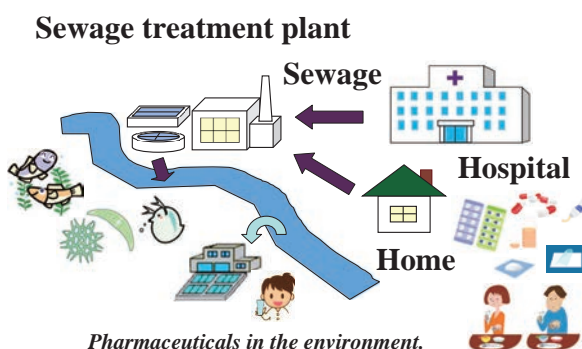 Sewage treatment plant
Sewage
Hospital
Home
Pharmaceuticals in the environment.